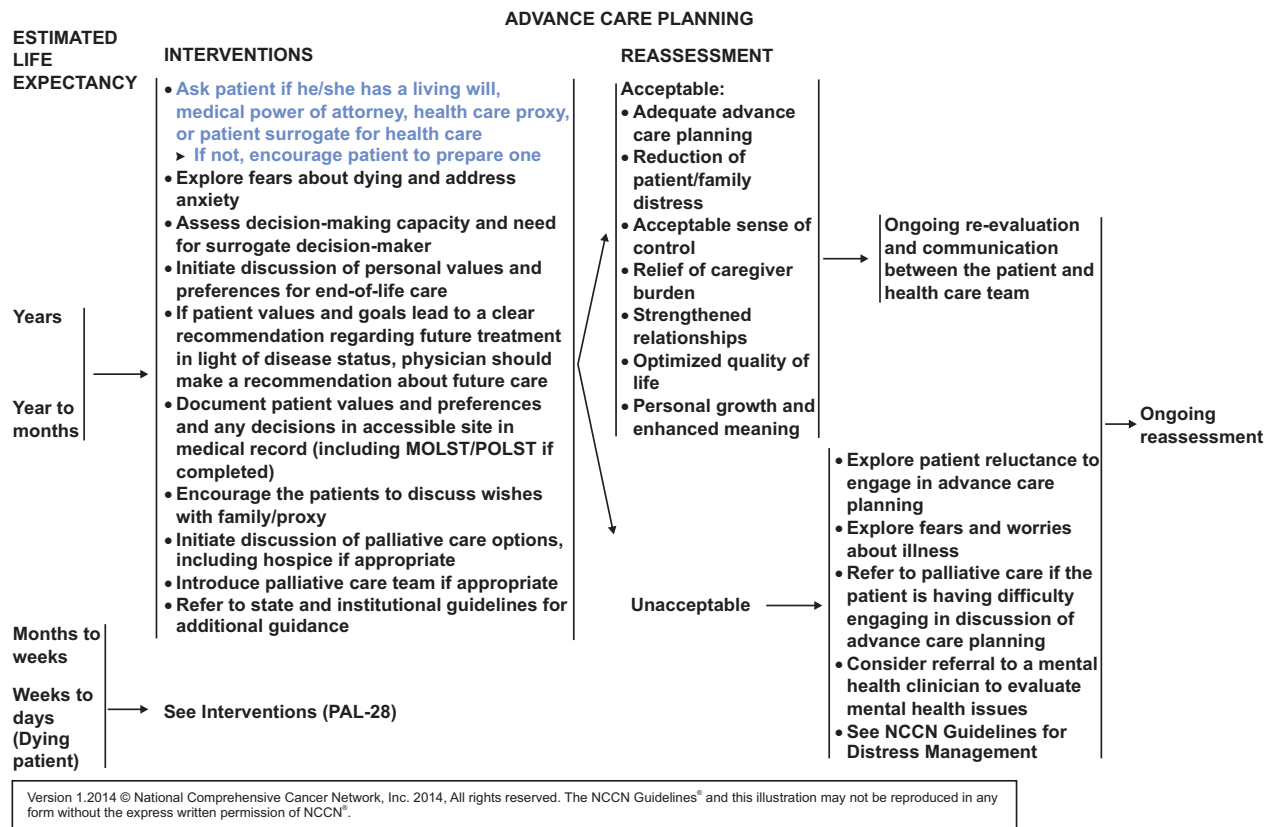 ADVANCE CARE PLANNING
ESTIMATED
LIFE
EXPECTANCY
Years
Year to
months
Months to
weeks
Weeks to
days
(Dying
patient)
INTERVENTIONS
• Ask patient if he/she has a living will,
medical power of attorney, health care proxy,
or patient surrogate for health care
➤ If not, encourage patient to prepare one
• Explore fears about dying and address
anxiety
• Assess decision-making capacity and need
for surrogate decision-maker
• Initiate discussion of personal values and
preferences for end-of-life care
• If patient values and goals lead to a clear
recommendation regarding future treatment
in light of disease status, physician should
make a recommendation about future care
• Document patient values and preferences
and any decisions in accessible site in
medical record (including MOLST/POLST if
completed)
• Encourage the patients to discuss wishes
with family/proxy
• Initiate discussion of palliative care options,
including hospice if appropriate
• Introduce palliative care team if appropriate
• Refer to state and institutional guidelines for
additional guidance
See Interventions (PAL-28)
REASSESSMENT
Acceptable:
• Adequate advance
care planning
• Reduction of
patient/family
distress
• Acceptable sense of
control
• Relief of caregiver
burden
• Strengthened
relationships
• Optimized quality of
life
• Personal growth and
enhanced meaning
Ongoing re-evaluation
and communication
between the patient and
health care team
Unacceptable
• Explore patient reluctance to
engage in advance care
planning
• Explore fears and worries
about illness
• Refer to palliative care if the
patient is having difficulty
engaging in discussion of
advance care planning
• Consider referral to a mental
health clinician to evaluate
mental health issues
• See NCCN Guidelines for
Distress Management
Ongoing
reassessment
Version 1.2014 © National Comprehensive Cancer Network, Inc. 2014, All rights reserved. The NCCN Guidelines® and this illustration may not be reproduced in any
form without the express written permission of NCCN®.